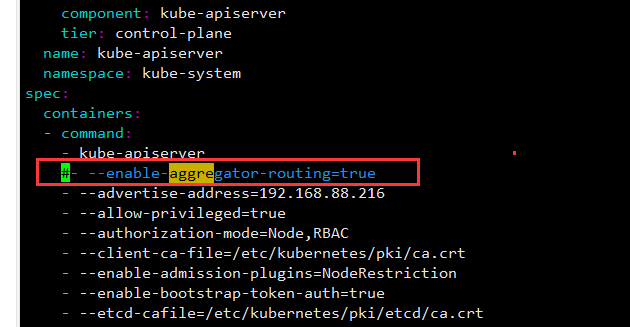 component: kube-apiserver
tier: control-plane
name: kube-apiserver
namespace: kube-system
spec:
containers:
- command:
- kube-apiserver
#- --enable-aggregator-routing=true
- --advertise-address=192.168.88.216
- --allow-privileged=true
- --authorization-mode=Node,RBAC
- --client-ca-file=/etc/kubernetes/pki/ca.crt
- --enable-admission-plugins=NodeRestriction
- --enable-bootstrap-token-auth=true
- --etcd-cafile=/etc/kubernetes/pki/etcd/ca.crt